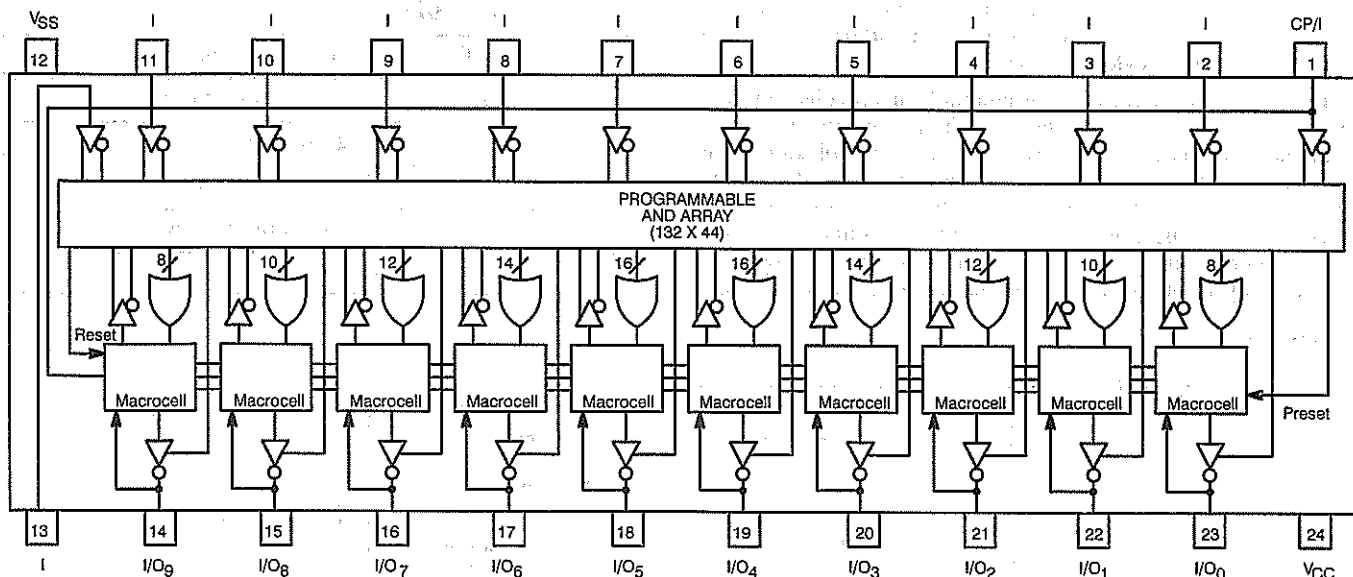 VSS I I I I I I I I I I CP/I
12 11 10 9 8 7 6 5 4 3 2 1
PROGRAMMABLE
AND ARRAY
(132 X 44)
8 10 12 14 16 16 14 12 10 8
Reset
Macrocell Macrocell Macrocell Macrocell Macrocell Macrocell Macrocell Macrocell Macrocell Macrocell
Preset
13 14 15 16 17 18 19 20 21 22 23 24
I I/O9 I/O8 I/O7 I/O6 I/O5 I/O4 I/O3 I/O2 I/O1 I/O0 VCC